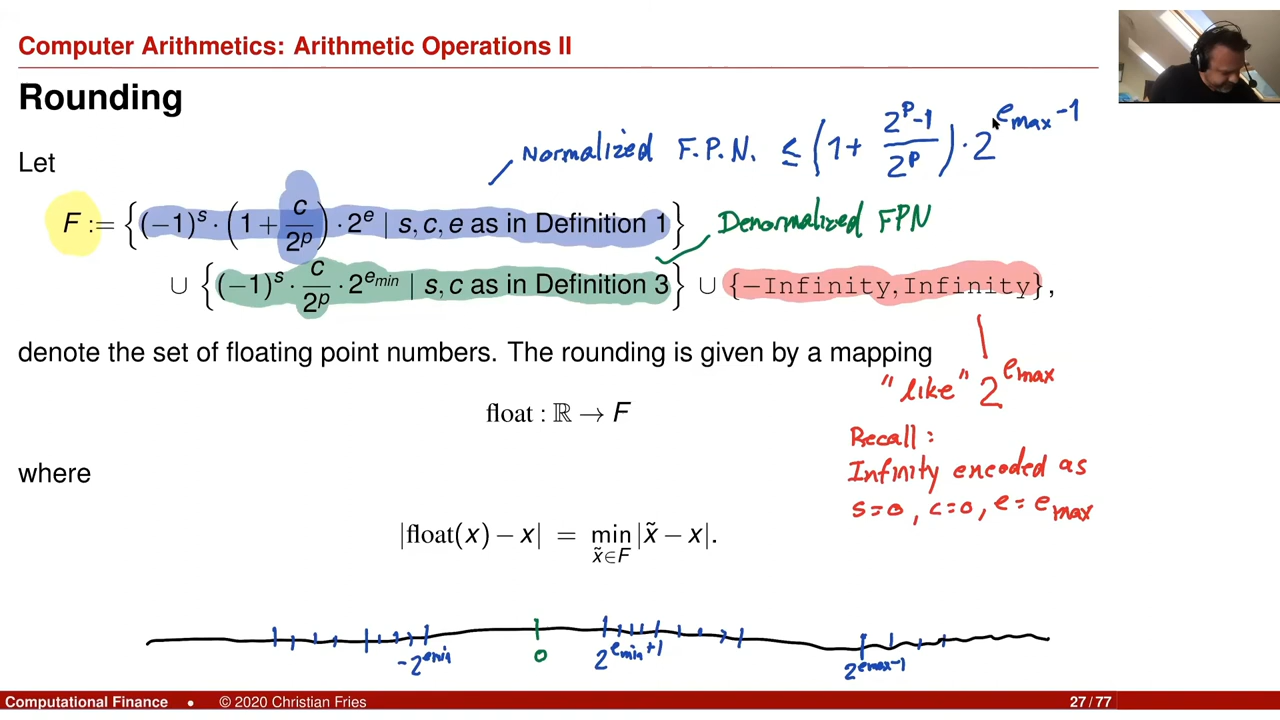 Computer Arithmetics: Arithmetic Operations II
Rounding
Normalized F.P.N. ≤ (1 + (2^p - 1)/2^p) · 2^(e_max - 1)
Let
F := {(−1)^s · (1 + c/2^p) · 2^e | s, c, e as in Definition 1}
Denormalized FPN
∪ {(−1)^s · c/2^p · 2^(e_min) | s, c as in Definition 3} ∪ {−Infinity, Infinity},
denote the set of floating point numbers. The rounding is given by a mapping
"like" 2^(e_max)
float : ℝ → F
Recall:
Infinity encoded as
s=0, c=0, e=e_max
where
|float(x) − x| = min_{x̃∈F} |x̃ − x|.
-2^(e_min) 0 2^(e_min+1) 2^(e_max-1)
Computational Finance • © 2020 Christian Fries 27 / 77